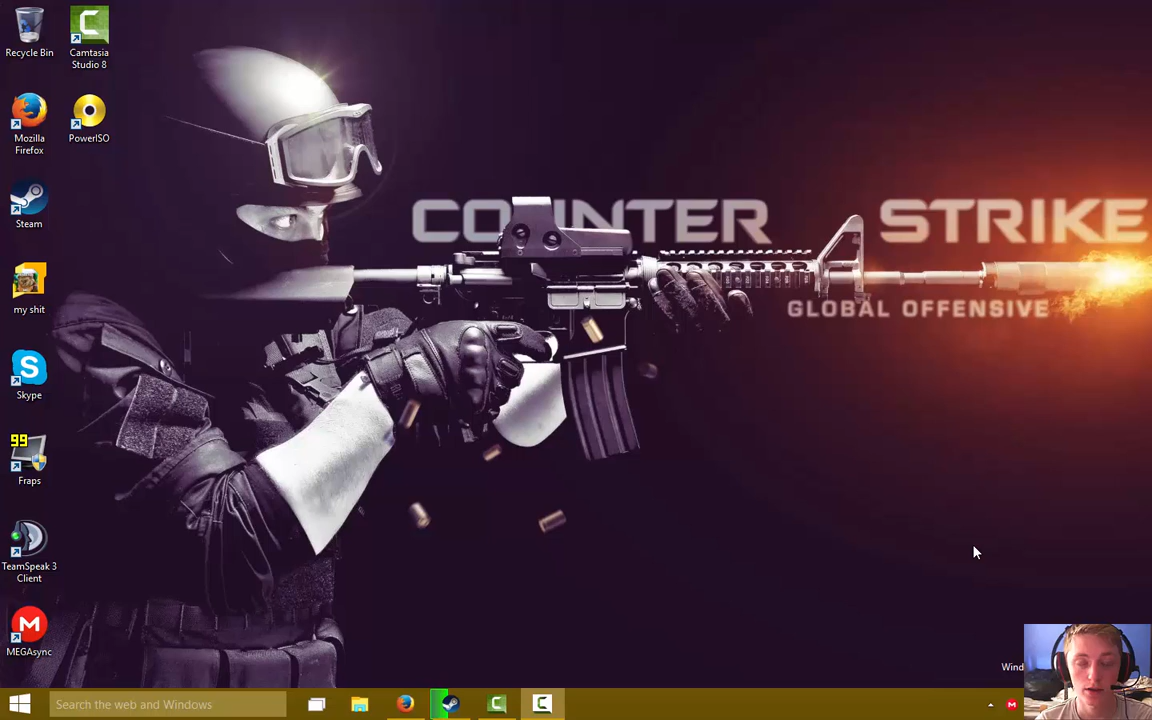 Recycle Bin
Camtasia
Studio 8
Mozilla
Firefox
PowerISO
Steam
my shit
Skype
99
Fraps
TeamSpeak 3
Client
MEGAsync
COUNTER STRIKE
GLOBAL OFFENSIVE
Wind
Search the web and Windows